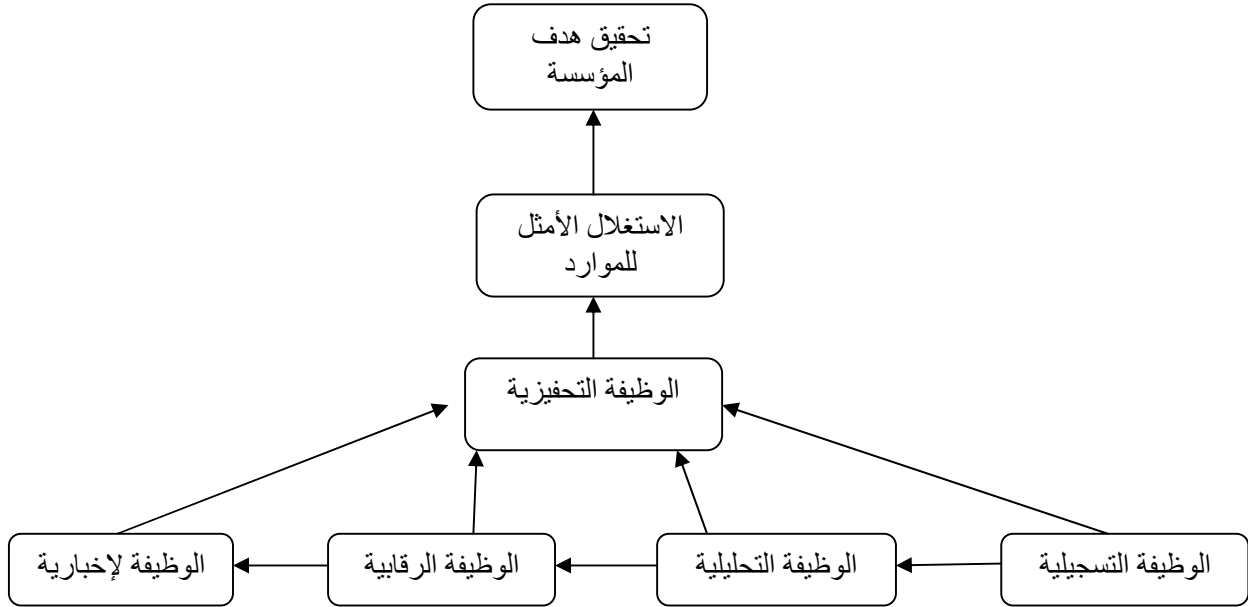 تحقيق هدف
المؤسسة
الاستغلال الأمثل
للموارد
الوظيفة التحفيزية
الوظيفة التسجيلية
الوظيفة التحليلية
الوظيفة الرقابية
الوظيفة لإخبارية